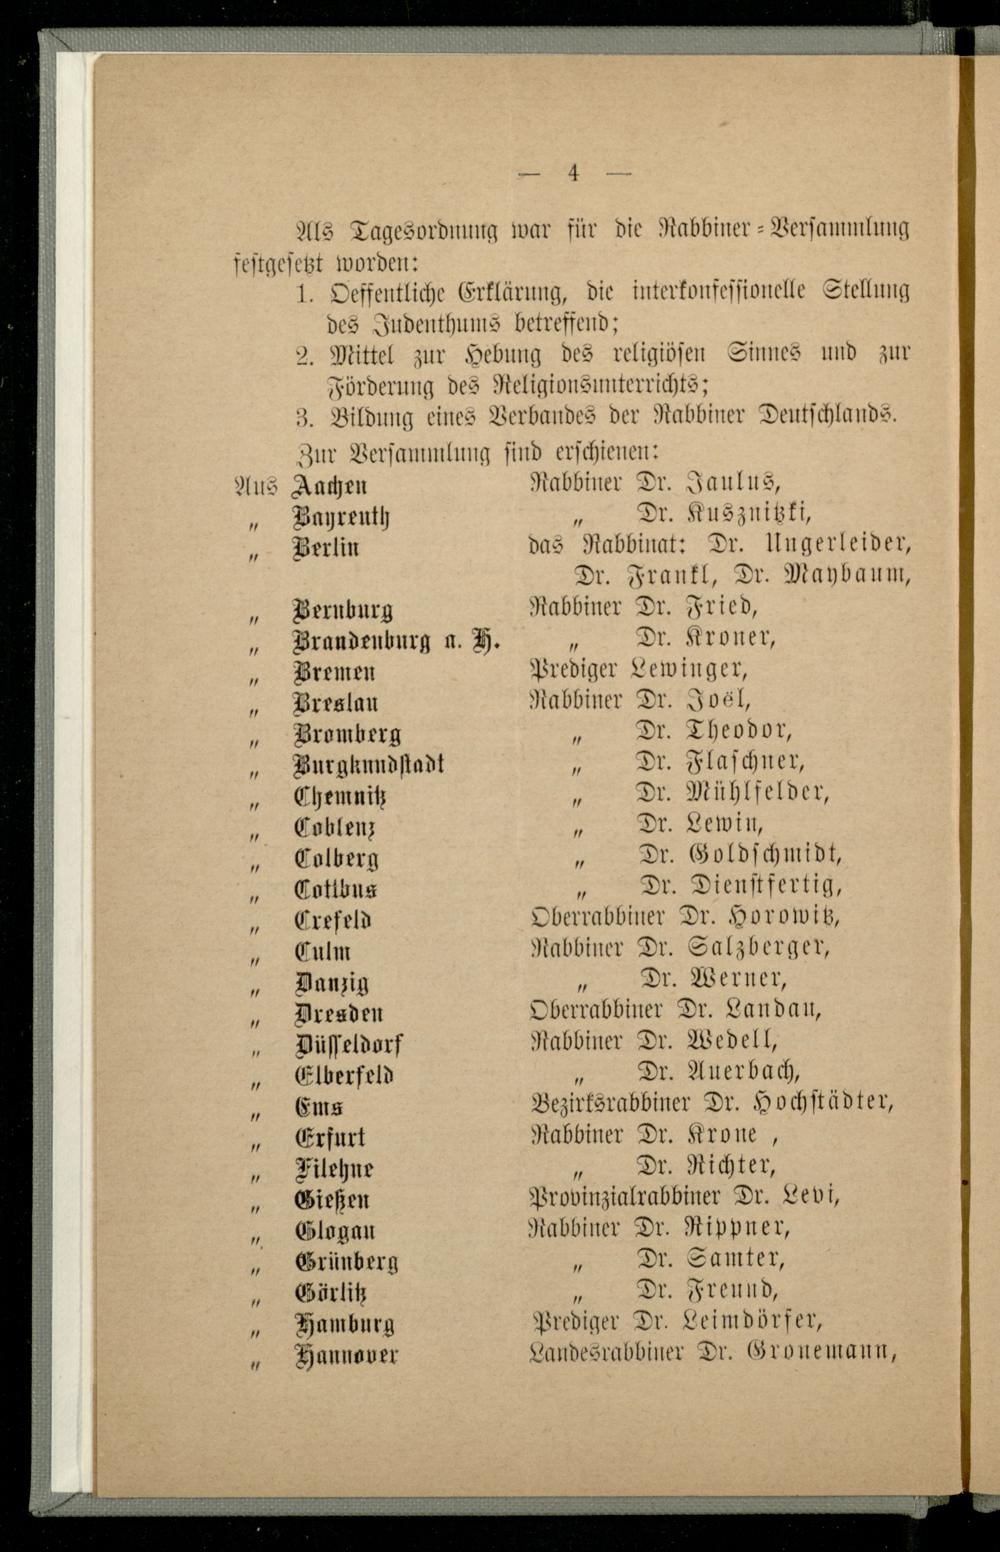 — 4 —
Als Tagesordnung war für die Rabbiner-Versammlung
festgesetzt worden:
1. Oeffentliche Erklärung, die interkonfessionelle Stellung
des Judenthums betreffend;
2. Mittel zur Hebung des religiösen Sinnes und zur
Förderung des Religionsunterrichts;
3. Bildung eines Verbandes der Rabbiner Deutschlands.
Zur Versammlung sind erschienen:
Aus Aachen Rabbiner Dr. Jaulus,
„ Bayreuth „ Dr. Kusznitzki,
„ Berlin das Rabbinat: Dr. Ungerleider,
Dr. Frankl, Dr. Maybaum,
„ Bernburg Rabbiner Dr. Fried,
„ Brandenburg a. H. „ Dr. Kroner,
„ Bremen Prediger Lewinger,
„ Breslau Rabbiner Dr. Joël,
„ Bromberg „ Dr. Theodor,
„ Burgkundstadt „ Dr. Flaschner,
„ Chemnitz „ Dr. Mühlfelder,
„ Coblenz „ Dr. Lewin,
„ Colberg „ Dr. Goldschmidt,
„ Cottbus „ Dr. Dienstfertig,
„ Crefeld Oberrabbiner Dr. Horowitz,
„ Culm Rabbiner Dr. Salzberger,
„ Danzig „ Dr. Werner,
„ Dresden Oberrabbiner Dr. Landau,
„ Düsseldorf Rabbiner Dr. Wedell,
„ Elberfeld „ Dr. Auerbach,
„ Ems Bezirksrabbiner Dr. Hochstädter,
„ Erfurt Rabbiner Dr. Krone ,
„ Filehne „ Dr. Richter,
„ Gießen Provinzialrabbiner Dr. Levi,
„ Glogau Rabbiner Dr. Rippner,
„ Grünberg „ Dr. Samter,
„ Görlitz „ Dr. Freund,
„ Hamburg Prediger Dr. Leimdörfer,
„ Hannover Landesrabbiner Dr. Gronemann,